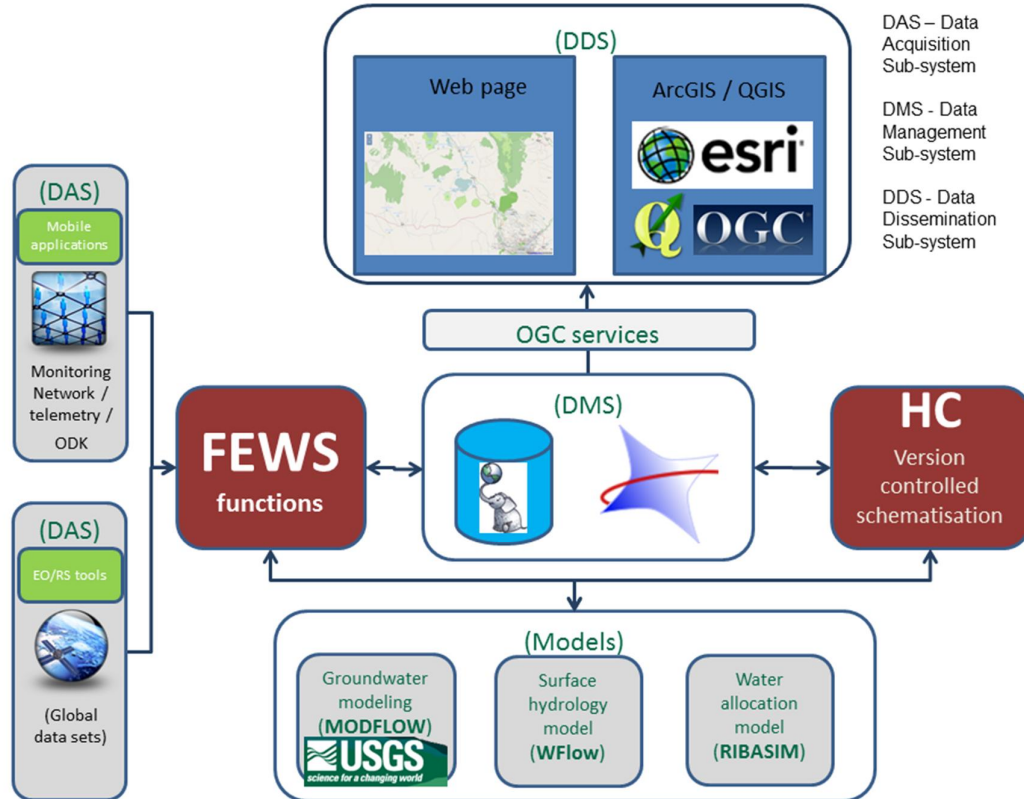 (DDS)
Web page
ArcGIS / QGIS
esri
Q
OGC
DAS – Data
Acquisition
Sub-system
DMS - Data
Management
Sub-system
DDS - Data
Dissemination
Sub-system
(DAS)
Mobile
applications
Monitoring
Network /
telemetry /
ODK
(DAS)
EO/RS tools
(Global
data sets)
FEWS
functions
OGC services
(DMS)
HC
Version
controlled
schematisation
(Models)
Groundwater
modeling
(MODFLOW)
USGS
science for a changing world
Surface
hydrology
model
(WFlow)
Water
allocation
model
(RIBASIM)